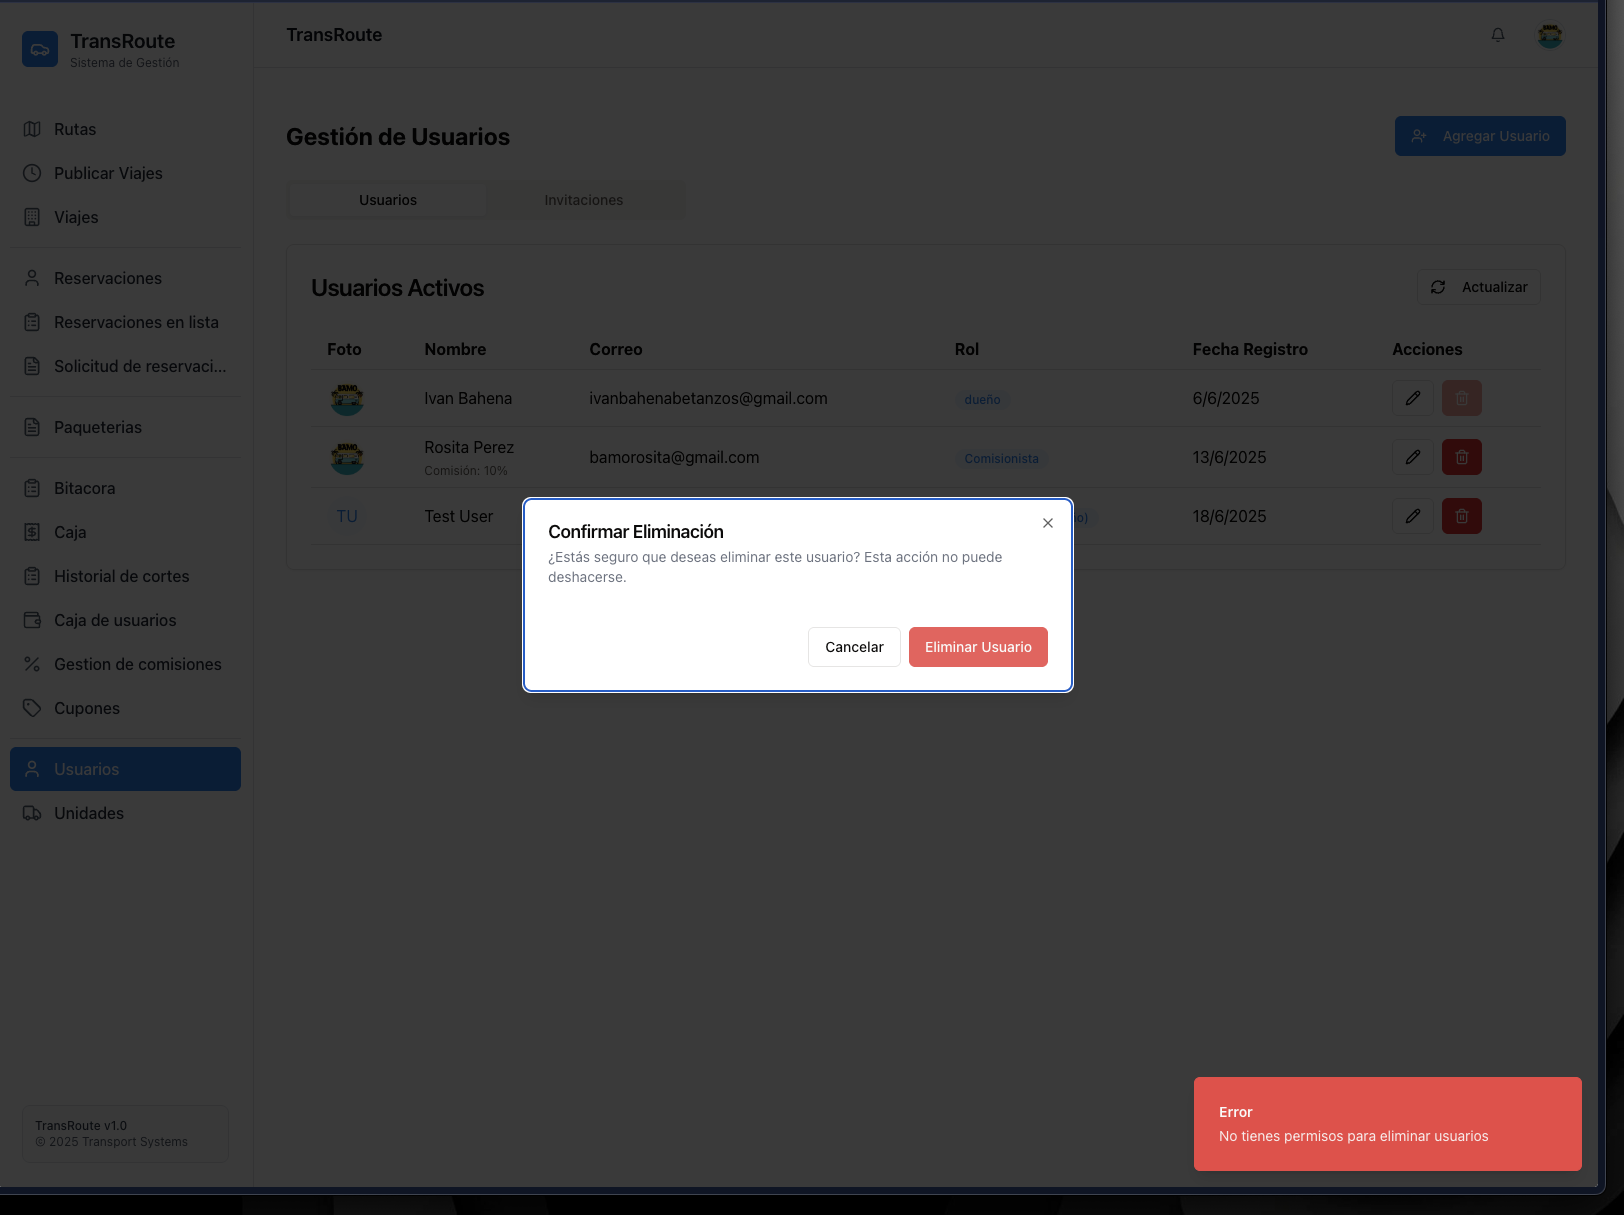 TransRoute
Sistema de Gestión
Rutas
Publicar Viajes
Viajes
Reservaciones
Reservaciones en lista
Solicitud de reservaci...
Paqueterias
Bitacora
Caja
Historial de cortes
Caja de usuarios
Gestion de comisiones
Cupones
Usuarios
Unidades
TransRoute v1.0
© 2025 Transport Systems
TransRoute
Gestión de Usuarios
Agregar Usuario
Usuarios Invitaciones
Usuarios Activos
Actualizar
Foto Nombre Correo Rol Fecha Registro Acciones
BAMO Ivan Bahena ivanbahenabetanzos@gmail.com dueño 6/6/2025
BAMO Rosita Perez bamorosita@gmail.com Comisionista 13/6/2025
Comisión: 10%
TU Test User 18/6/2025
Confirmar Eliminación
¿Estás seguro que deseas eliminar este usuario? Esta acción no puede
deshacerse.
Cancelar Eliminar Usuario
Error
No tienes permisos para eliminar usuarios